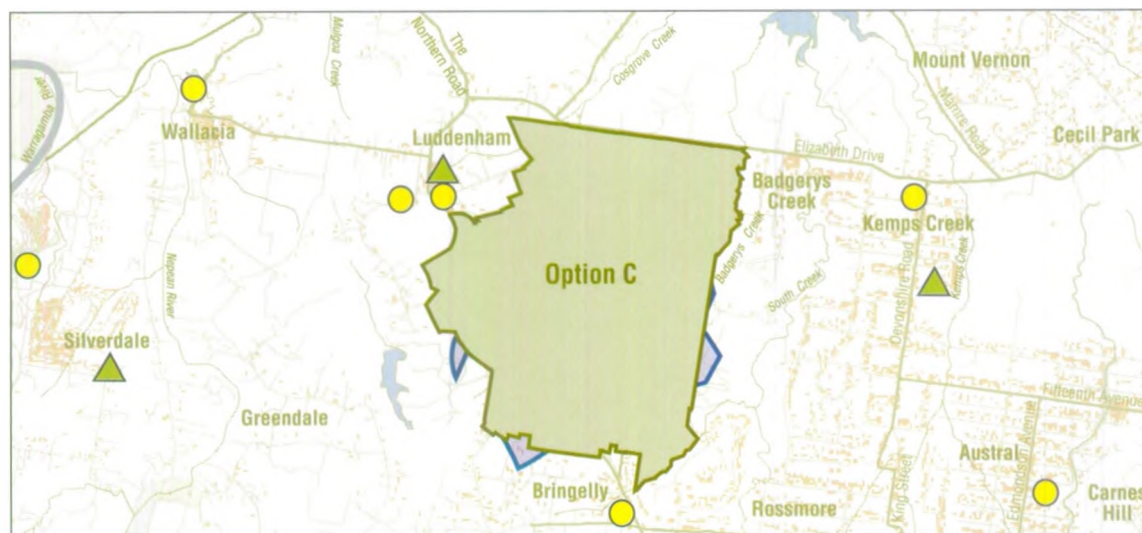 Warragamba River
Wallacia
Mulgoa Creek
The
Northern Road
Luddenham
Cosgrove Creek
Mount Vernon
Mamre Road
Cecil Park
Elizabeth Drive
Badgerys
Creek
Kemps Creek
Option C
Badgerys Creek
South Creek
Devonshire Road
Kemps Creek
Nepean River
Silverdale
Greendale
Fifteenth Avenue
Edmondson Avenue
Austral
King Street
Bringelly
Rossmore
Carnes
Hill